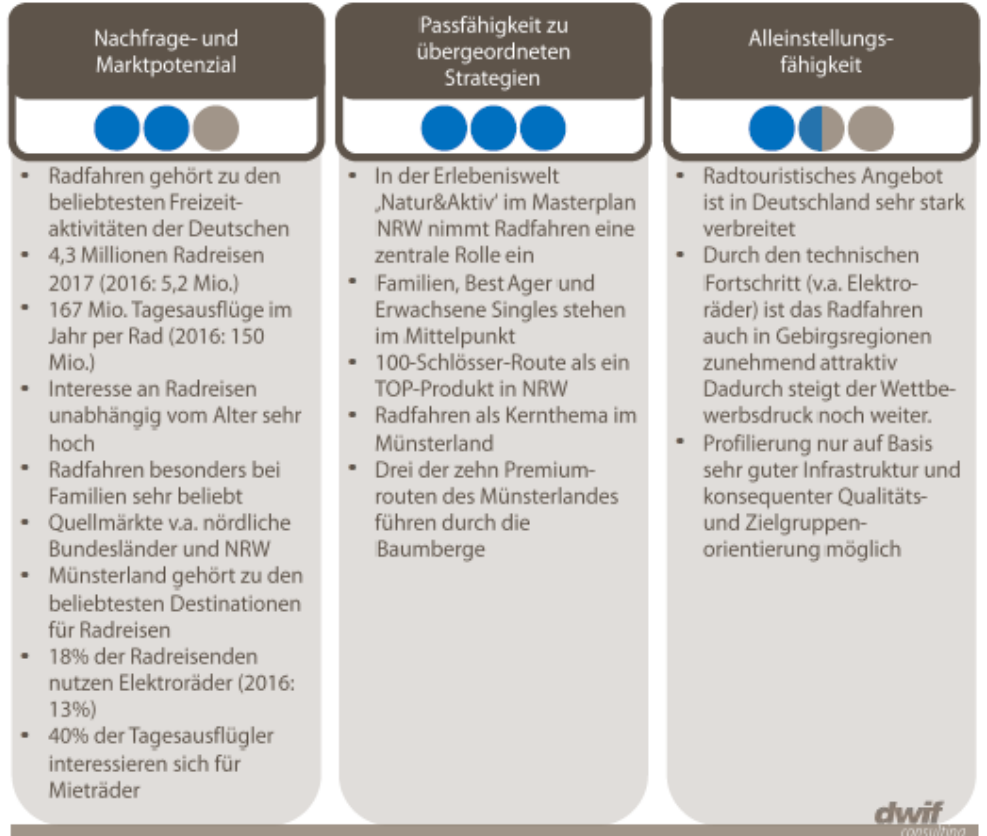 Nachfrage- und
Marktpotenzial
• Radfahren gehört zu den
beliebtesten Freizeit-
aktivitäten der Deutschen
• 4,3 Millionen Radreisen
2017 (2016: 5,2 Mio.)
• 167 Mio. Tagesausflüge im
Jahr per Rad (2016: 150
Mio.)
• Interesse an Radreisen
unabhängig vom Alter sehr
hoch
• Radfahren besonders bei
Familien sehr beliebt
• Quellmärkte v.a. nördliche
Bundesländer und NRW
• Münsterland gehört zu den
beliebtesten Destinationen
für Radreisen
• 18% der Radreisenden
nutzen Elektroräder (2016:
13%)
• 40% der Tagesausflügler
interessieren sich für
Mieträder
Passfähigkeit zu
übergeordneten
Strategien
• In der Erlebeniswelt
‚Natur&Aktiv' im Masterplan
NRW nimmt Radfahren eine
zentrale Rolle ein
• Familien, Best Ager und
Erwachsene Singles stehen
im Mittelpunkt
• 100-Schlösser-Route als ein
TOP-Produkt in NRW
• Radfahren als Kernthema im
Münsterland
• Drei der zehn Premium-
routen des Münsterlandes
führen durch die
Baumberge
Alleinstellungs-
fähigkeit
• Radtouristisches Angebot
ist in Deutschland sehr stark
verbreitet
• Durch den technischen
Fortschritt (v.a. Elektro-
räder) ist das Radfahren
auch in Gebirgsregionen
zunehmend attraktiv
Dadurch steigt der Wettbe-
werbsdruck noch weiter.
• Profilierung nur auf Basis
sehr guter Infrastruktur und
konsequenter Qualitäts-
und Zielgruppen-
orientierung möglich
dwif
consulting